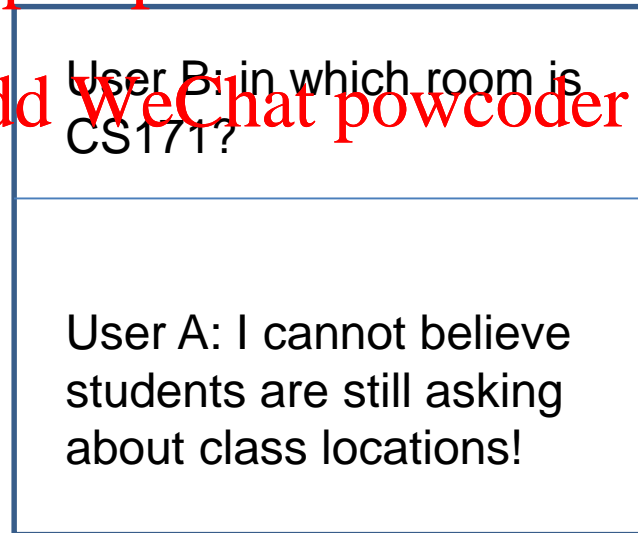 User B: in which room is
dd WeChat powcoder
CS171?
User A: I cannot believe
students are still asking
about class locations!